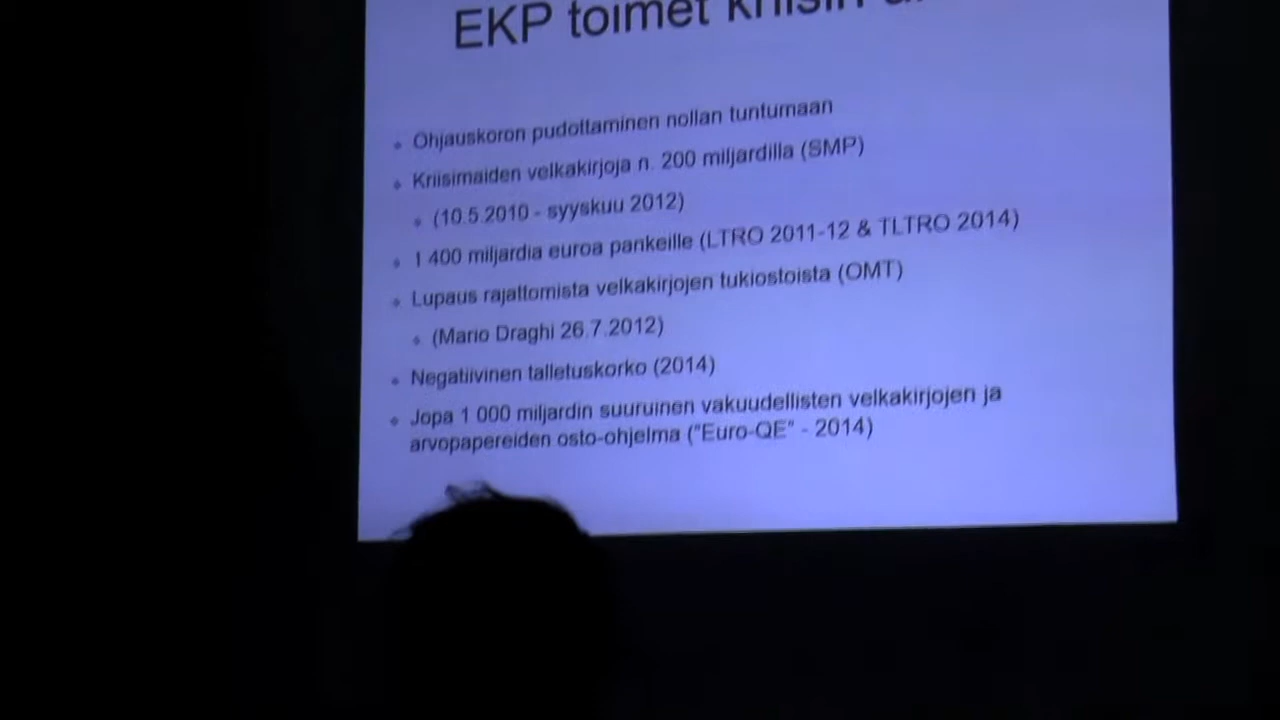 EKP toimet kriisin
Ohjauskoron pudottaminen nollan tuntumaan
Kriisimaiden velkakirjoja n. 200 miljardilla (SMP)
(10.5.2010 - syyskuu 2012)
1 400 miljardia euroa pankeille (LTRO 2011-12 & TLTRO 2014)
Lupaus rajattomista velkakirjojen tukiostoista (OMT)
(Mario Draghi 26.7.2012)
Negatiivinen talletuskorko (2014)
Jopa 1 000 miljardin suuruinen vakuudellisten velkakirjojen ja
arvopapereiden osto-ohjelma ("Euro-QE" - 2014)